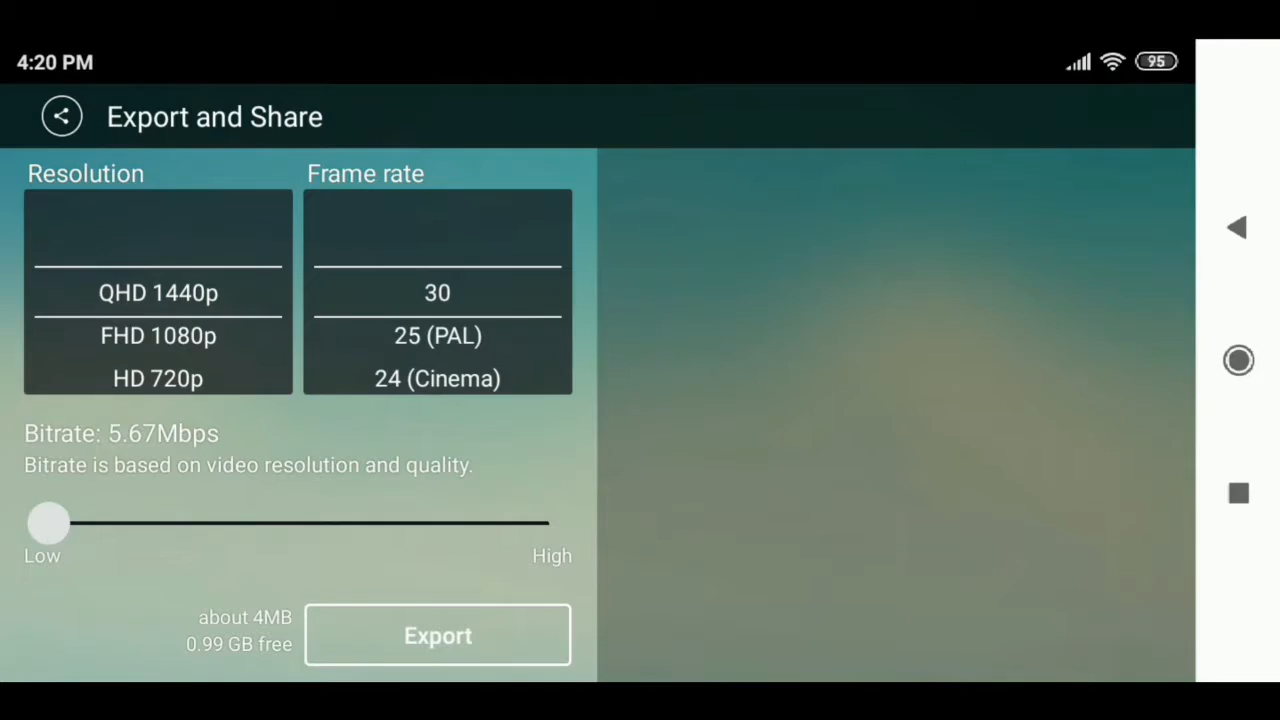 4:20 PM
95
Export and Share
Resolution
Frame rate
QHD 1440p
30
FHD 1080p
25 (PAL)
HD 720p
24 (Cinema)
Bitrate: 5.67Mbps
Bitrate is based on video resolution and quality.
Low
High
about 4MB
0.99 GB free
Export